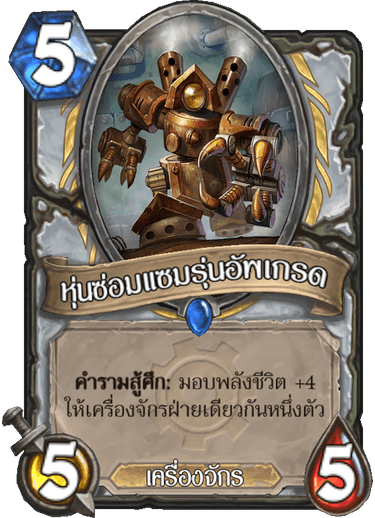 5
หุ่นซ่อมแซมรุ่นอัพเกรด
คำรามสู้ศึก: มอบพลังชีวิต +4
ให้เครื่องจักรฝ่ายเดียวกันหนึ่งตัว
5
เครื่องจักร
5